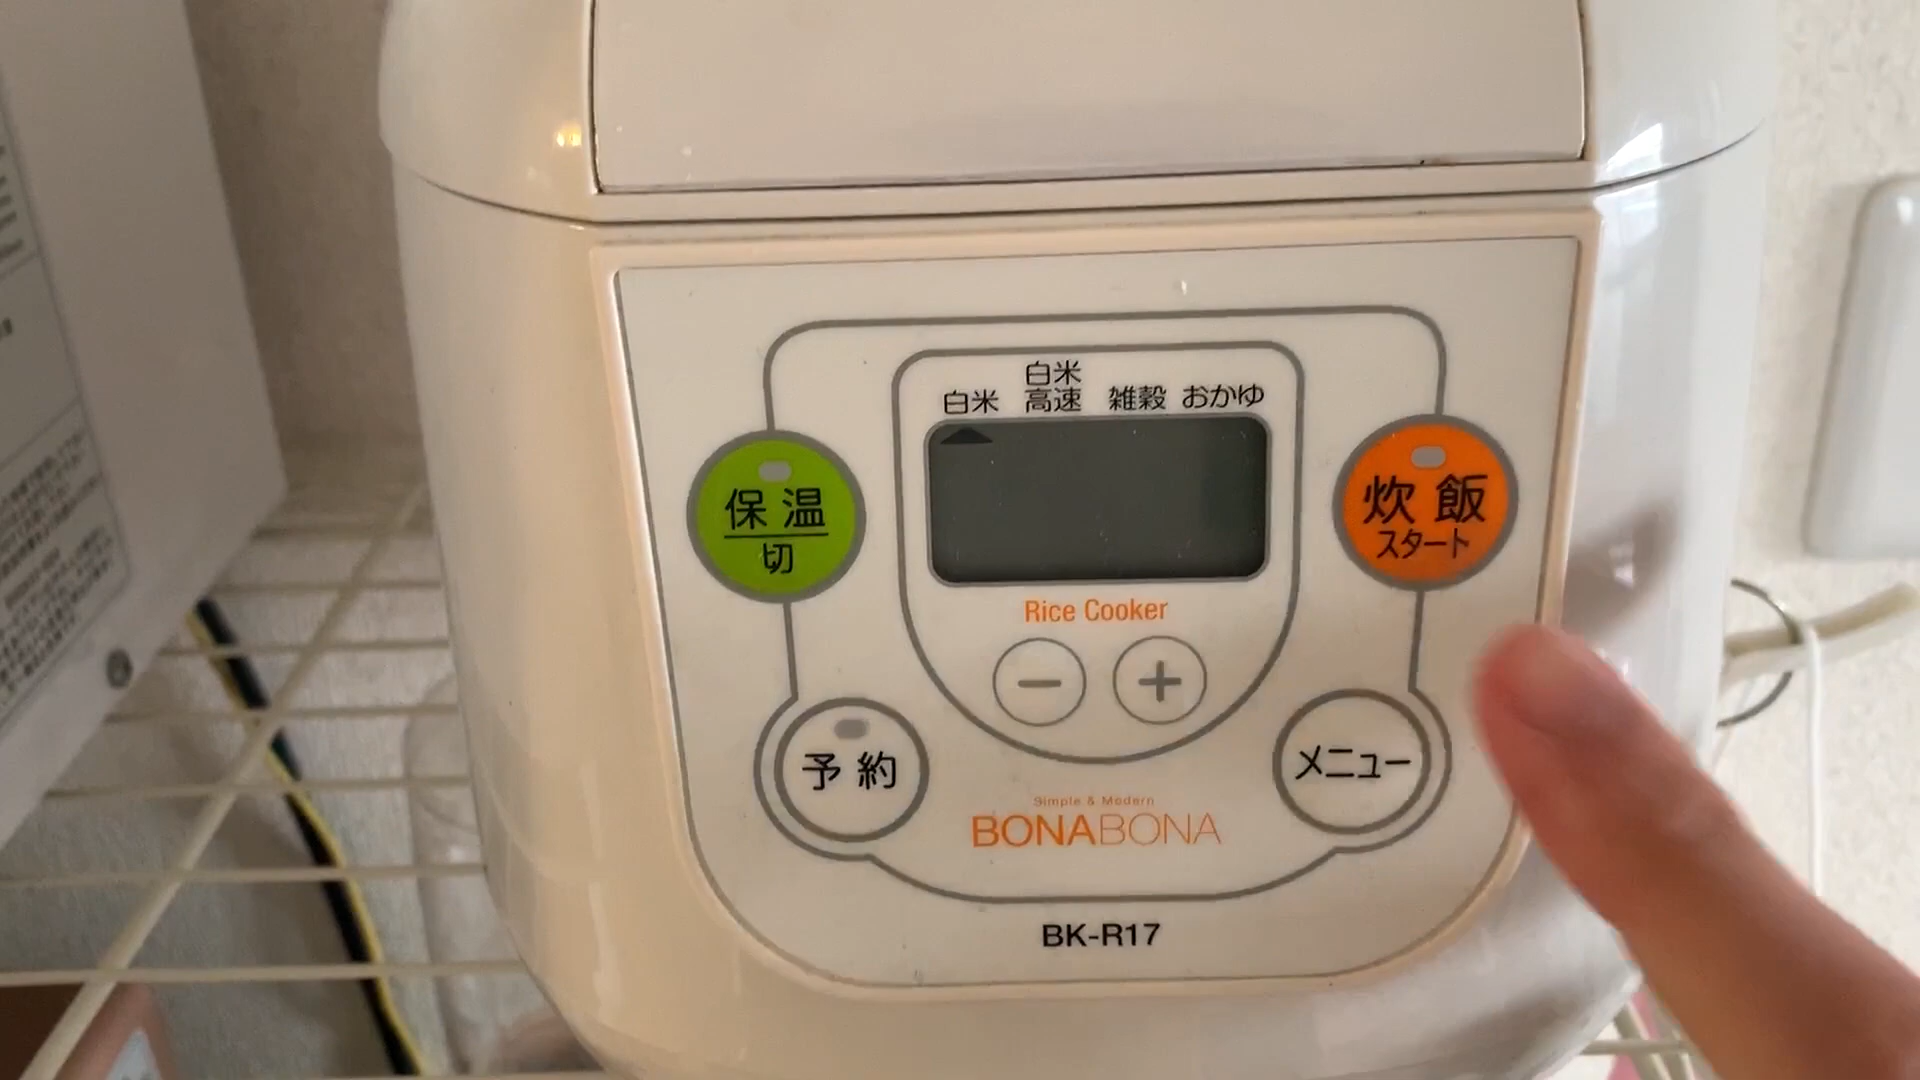 白米
白米 高速 雑穀 おかゆ
保温
切
炊飯
スタート
Rice Cooker
− +
予約
メニュー
Simple & Modern
BONABONA
BK-R17